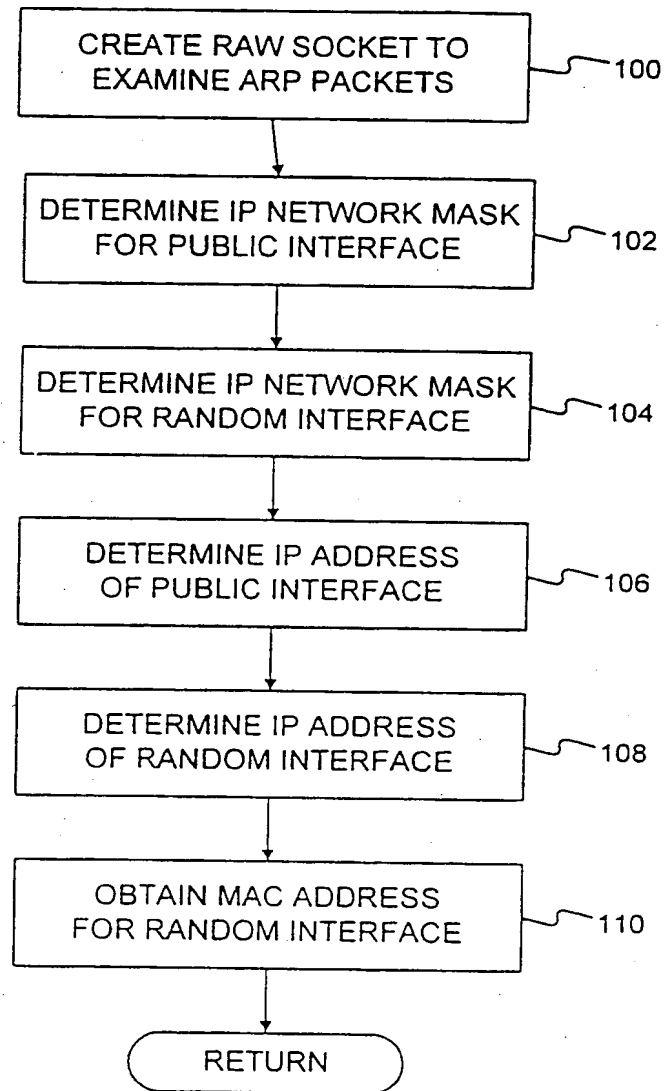 CREATE RAW SOCKET TO
EXAMINE ARP PACKETS
100
DETERMINE IP NETWORK MASK
FOR PUBLIC INTERFACE
102
DETERMINE IP NETWORK MASK
FOR RANDOM INTERFACE
104
DETERMINE IP ADDRESS
OF PUBLIC INTERFACE
106
DETERMINE IP ADDRESS
OF RANDOM INTERFACE
108
OBTAIN MAC ADDRESS
FOR RANDOM INTERFACE
110
RETURN